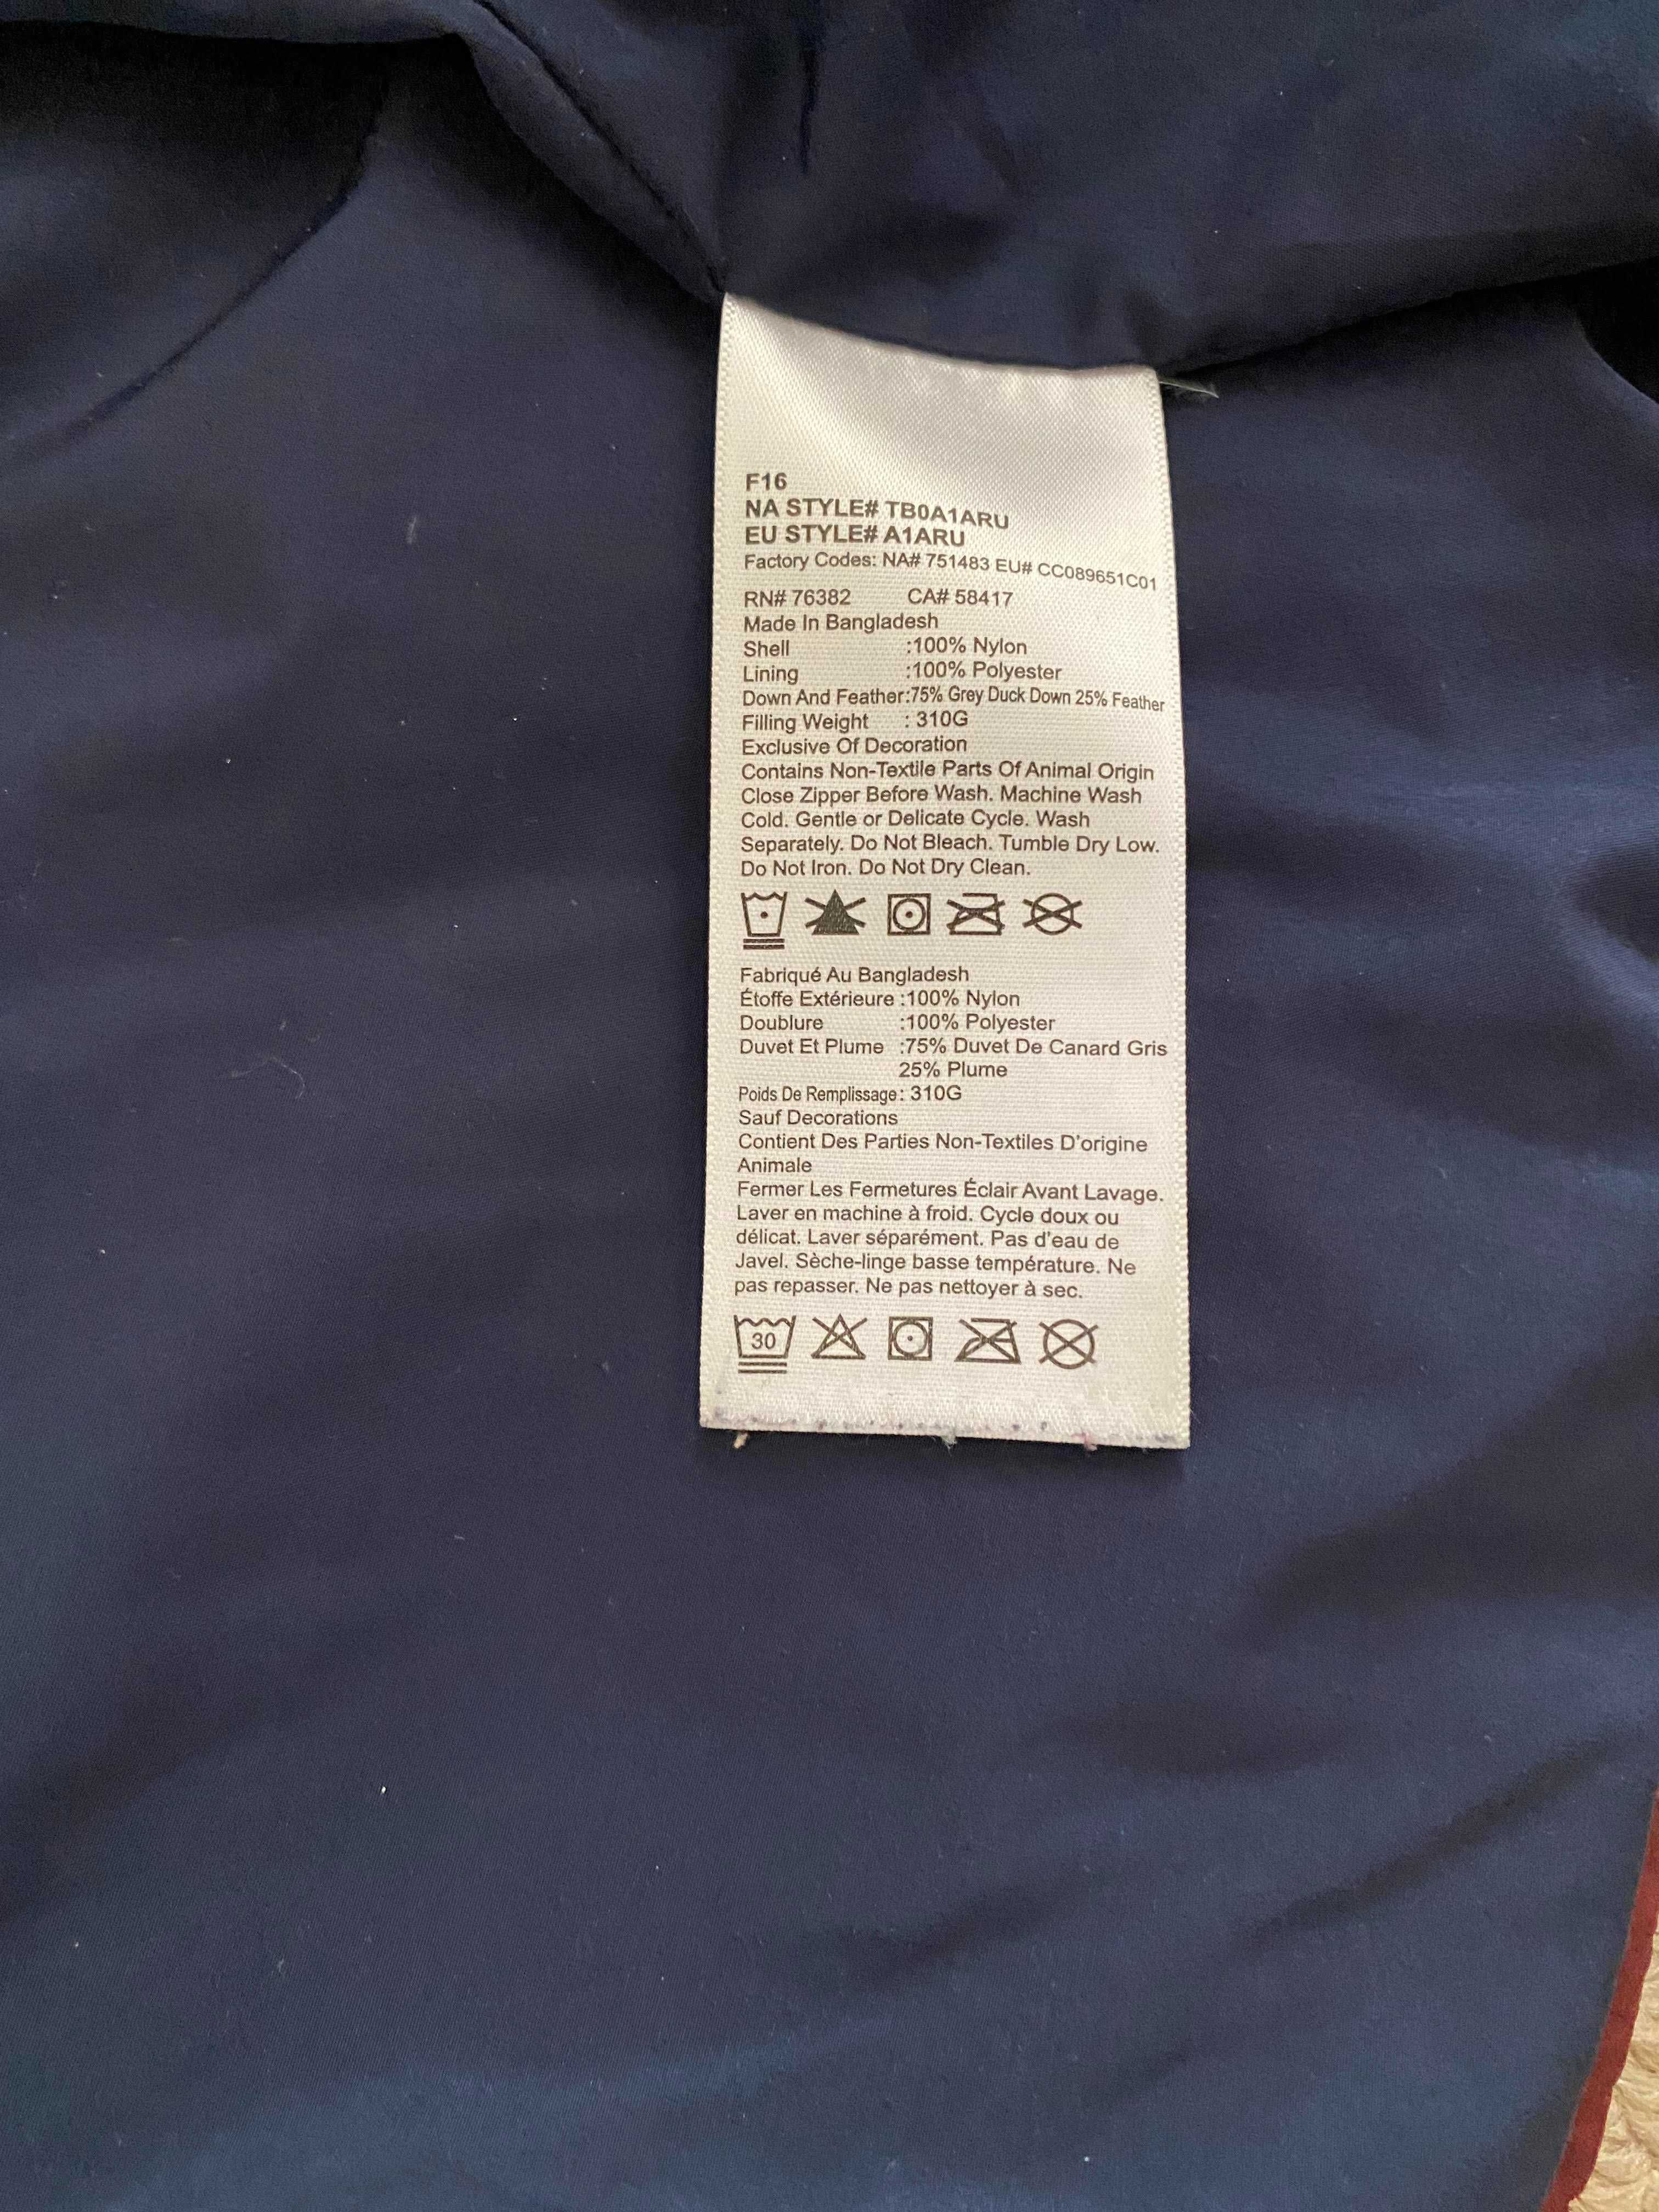 F16
NA STYLE# TB0A1ARU
EU STYLE# A1ARU
Factory Codes: NA# 751483 EU# CC089651C01
RN# 76382 CA# 58417
Made In Bangladesh
Shell :100% Nylon
Lining :100% Polyester
Down And Feather:75% Grey Duck Down 25% Feather
Filling Weight : 310G
Exclusive Of Decoration
Contains Non-Textile Parts Of Animal Origin
Close Zipper Before Wash. Machine Wash
Cold. Gentle or Delicate Cycle. Wash
Separately. Do Not Bleach. Tumble Dry Low.
Do Not Iron. Do Not Dry Clean.
Fabriqué Au Bangladesh
Étoffe Extérieure :100% Nylon
Doublure :100% Polyester
Duvet Et Plume :75% Duvet De Canard Gris
25% Plume
Poids De Remplissage: 310G
Sauf Decorations
Contient Des Parties Non-Textiles D'origine
Animale
Fermer Les Fermetures Éclair Avant Lavage.
Laver en machine à froid. Cycle doux ou
délicat. Laver séparément. Pas d'eau de
Javel. Sèche-linge basse température. Ne
pas repasser. Ne pas nettoyer à sec.
30